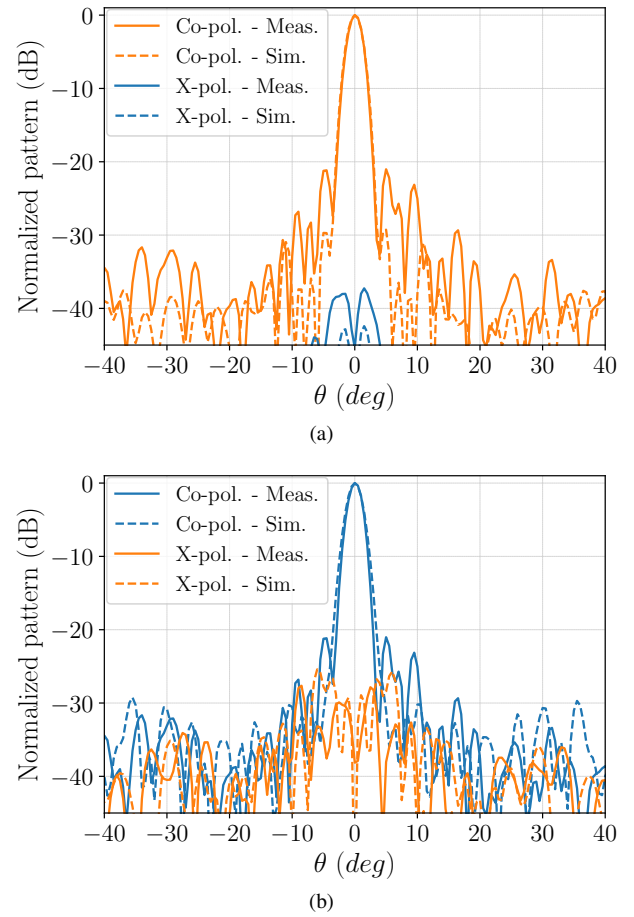 0
−10
−20
−30
−40
Normalized pattern (dB)
Co-pol. - Meas.
Co-pol. - Sim.
X-pol. - Meas.
X-pol. - Sim.
−40 −30 −20 −10 0 10 20 30 40
θ (deg)
(a)
0
−10
−20
−30
−40
Normalized pattern (dB)
Co-pol. - Meas.
Co-pol. - Sim.
X-pol. - Meas.
X-pol. - Sim.
−40 −30 −20 −10 0 10 20 30 40
θ (deg)
(b)